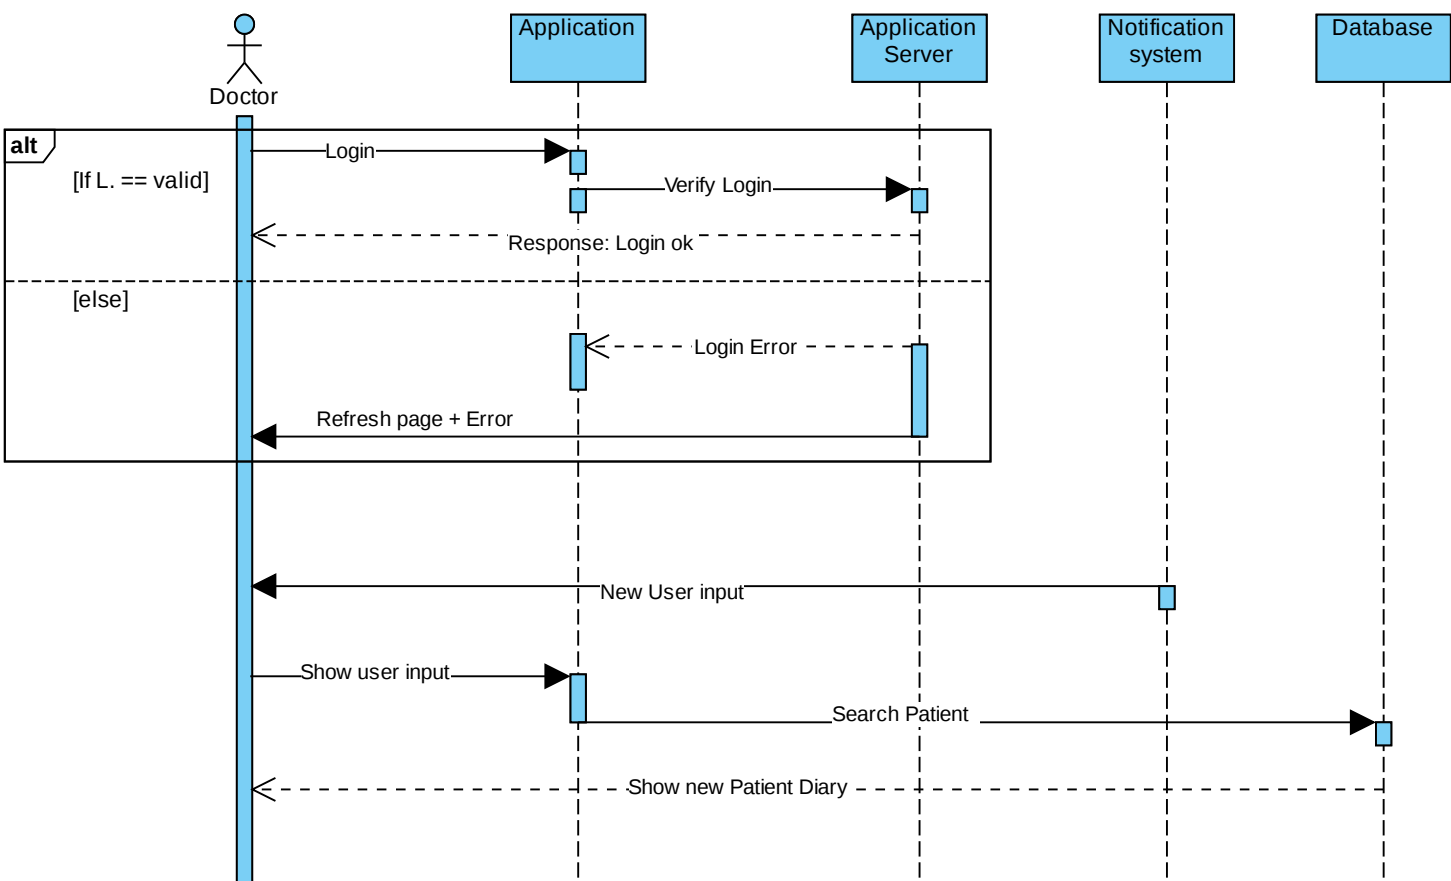 Doctor
Application
Application
Server
Notification
system
Database
alt
Login
[If L. == valid]
Verify Login
Response: Login ok
[else]
Login Error
Refresh page + Error
New User input
Show user input
Search Patient
Show new Patient Diary